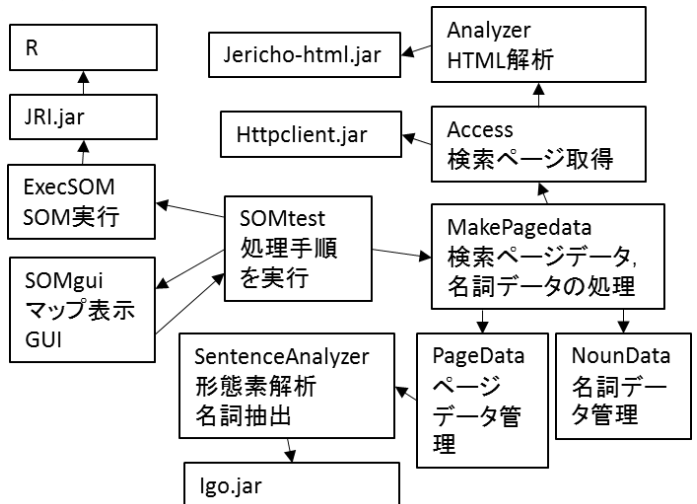 R
JRI.jar
ExecSOM
SOM実行
SOMgui
マップ表示
GUI
SOMtest
処理手順
を実行
Jericho-html.jar
Analyzer
HTML解析
Httpclient.jar
Access
検索ページ取得
MakePagedata
検索ページデータ,
名詞データの処理
SentenceAnalyzer
形態素解析
名詞抽出
PageData
ページ
データ管
理
NounData
名詞デー
タ管理
Igo.jar